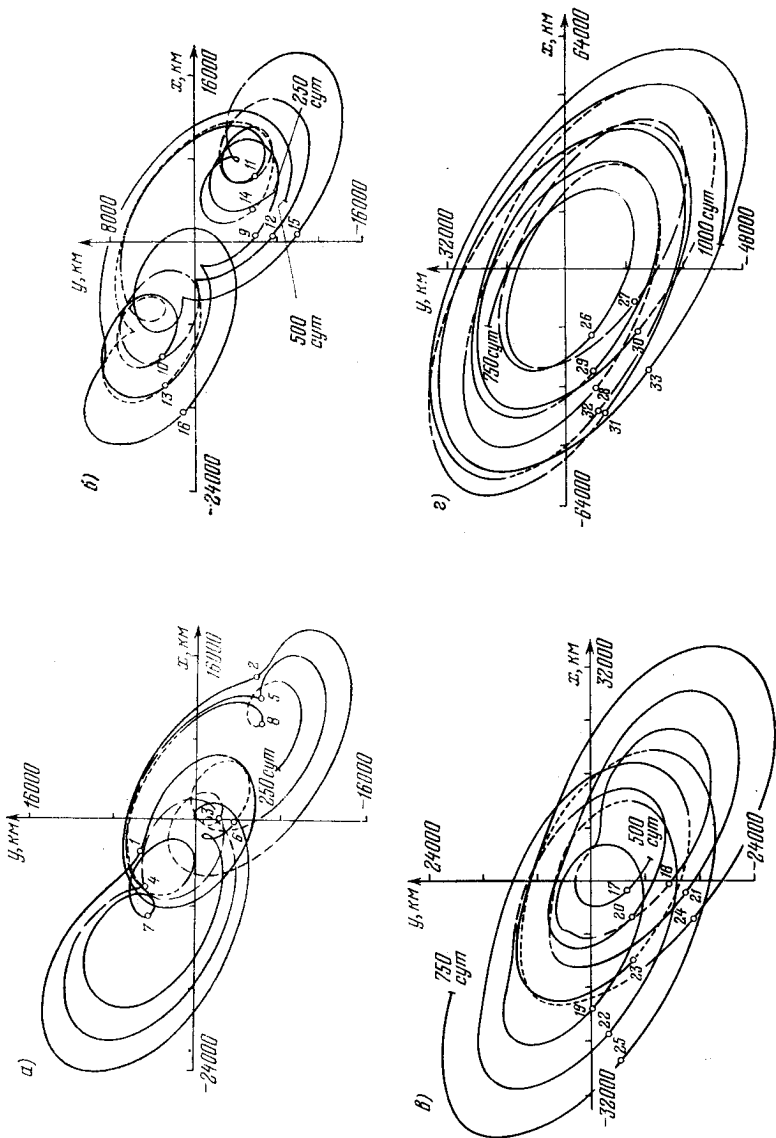 а)
y, км
16000
x, км
16000
-24000
-16000
250 сут
0
1
2
3
4
5
6
7
8
б)
y, км
8000
x, км
16000
-24000
-16000
250
сут
500
сут
9
10
11
12
13
14
15
16
в)
y, км
24000
x, км
32000
-32000
-24000
500
сут
750
сут
17
18
19
20
21
22
23
24
25
г)
y, км
32000
x, км
64000
-64000
-48000
750 сут
1000 сут
26
27
28
29
30
31
32
33